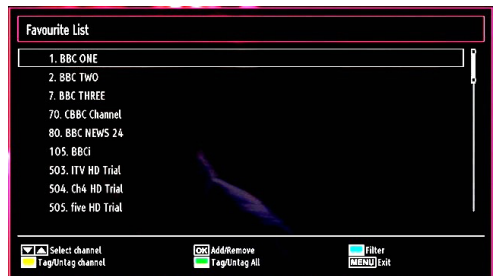 Favourite List
1. BBC ONE
2. BBC TWO
7. BBC THREE
70. CBBC Channel
80. BBC NEWS 24
105. BBCi
503. ITV HD Trial
504. Ch4 HD Trial
505. five HD Trial
Select channel OK Add/Remove Filter
Tag/Untag channel Tag/Untag All MENU Exit